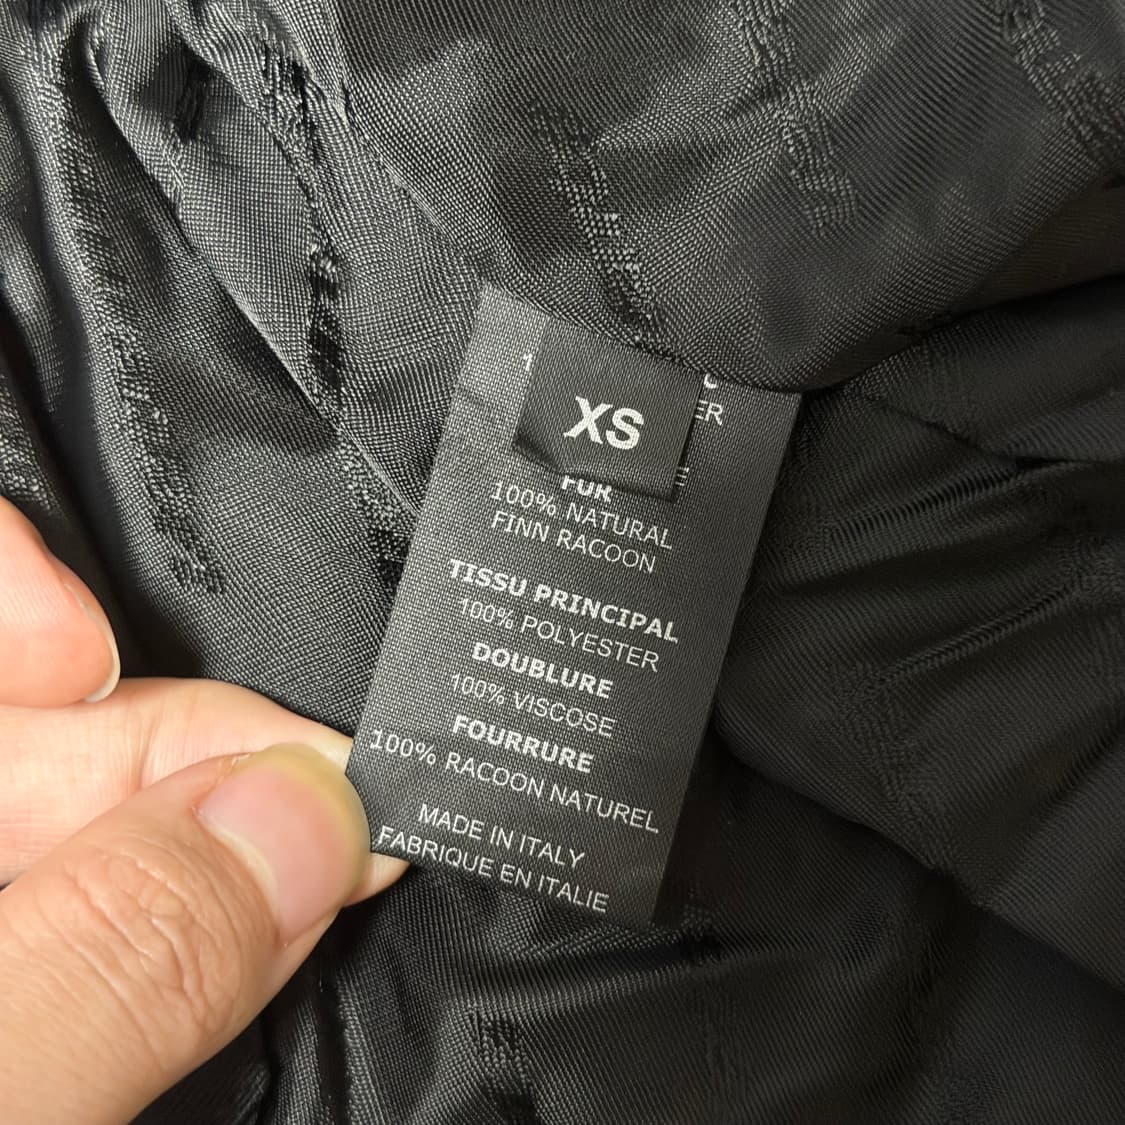 XS
FUR
100% NATURAL
FINN RACOON
TISSU PRINCIPAL
100% POLYESTER
DOUBLURE
100% VISCOSE
FOURRURE
100% RACOON NATUREL
MADE IN ITALY
FABRIQUE EN ITALIE